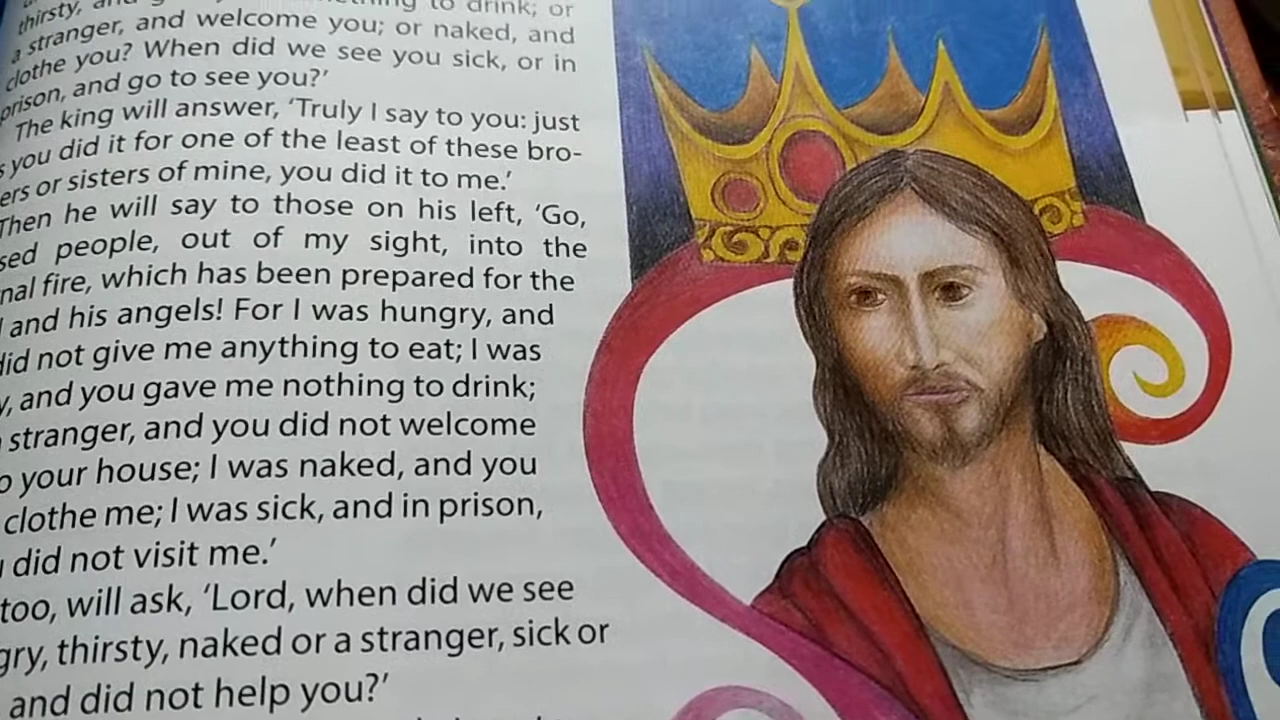 thirsty, and to drink; or
a stranger, and welcome you; or naked, and
clothe you? When did we see you sick, or in
prison, and go to see you?’
The king will answer, ‘Truly I say to you: just
s you did it for one of the least of these bro-
ers or sisters of mine, you did it to me.’
Then he will say to those on his left, ‘Go,
sed people, out of my sight, into the
nal fire, which has been prepared for the
and his angels! For I was hungry, and
did not give me anything to eat; I was
y, and you gave me nothing to drink;
stranger, and you did not welcome
o your house; I was naked, and you
clothe me; I was sick, and in prison,
did not visit me.’
too, will ask, ‘Lord, when did we see
gry, thirsty, naked or a stranger, sick or
and did not help you?’